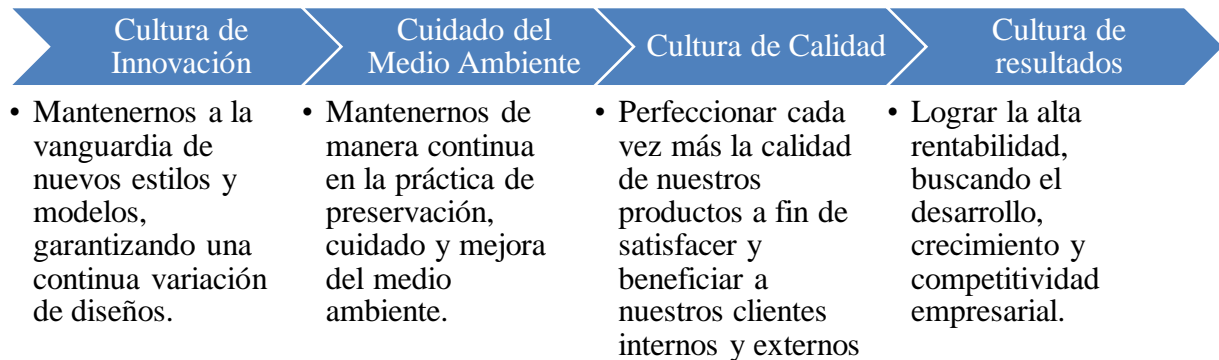 Cultura de
Innovación
Cuidado del
Medio Ambiente
Cultura de Calidad
Cultura de
resultados
• Mantenernos a la
vanguardia de
nuevos estilos y
modelos,
garantizando una
continua variación
de diseños.
• Mantenernos de
manera continua
en la práctica de
preservación,
cuidado y mejora
del medio
ambiente.
• Perfeccionar cada
vez más la calidad
de nuestros
productos a fin de
satisfacer y
beneficiar a
nuestros clientes
internos y externos
• Lograr la alta
rentabilidad,
buscando el
desarrollo,
crecimiento y
competitividad
empresarial.